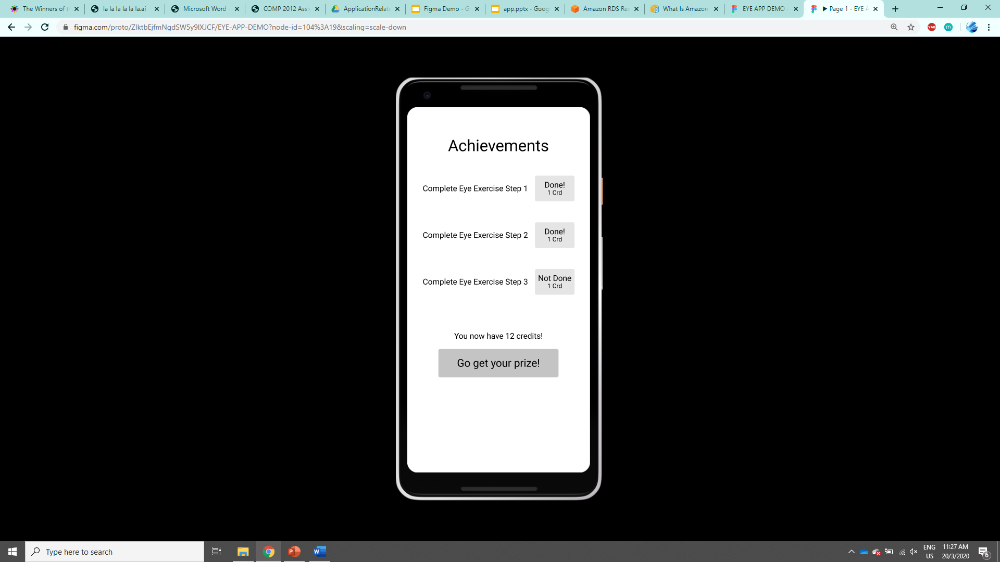 The Winners of t
la la la la la la.ai
Microsoft Word -
COMP 2012 Assi
ApplicationRelate
Figma Demo - G
app.pptx - Goog
Amazon RDS Res
What Is Amazon
EYE APP DEMO -
▶ Page 1 - EYE A
figma.com/proto/ZIktbEjfmNgdSW5y9IXJCF/EYE-APP-DEMO?node-id=104%3A19&scaling=scale-down
YAB
m
Achievements
Complete Eye Exercise Step 1
Done!
1 Crd
Complete Eye Exercise Step 2
Done!
1 Crd
Complete Eye Exercise Step 3
Not Done
1 Crd
You now have 12 credits!
Go get your prize!
Type here to search
P
W
ENG
US
11:27 AM
20/3/2020
6